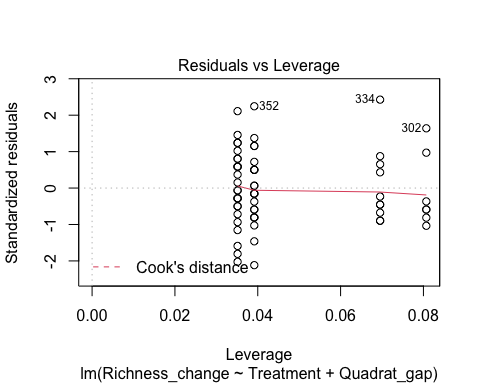 Residuals vs Leverage
Standardized residuals
3
2
1
0
-1
-2
352
334
302
Cook's distance
0.00 0.02 0.04 0.06 0.08
Leverage
lm(Richness_change ~ Treatment + Quadrat_gap)